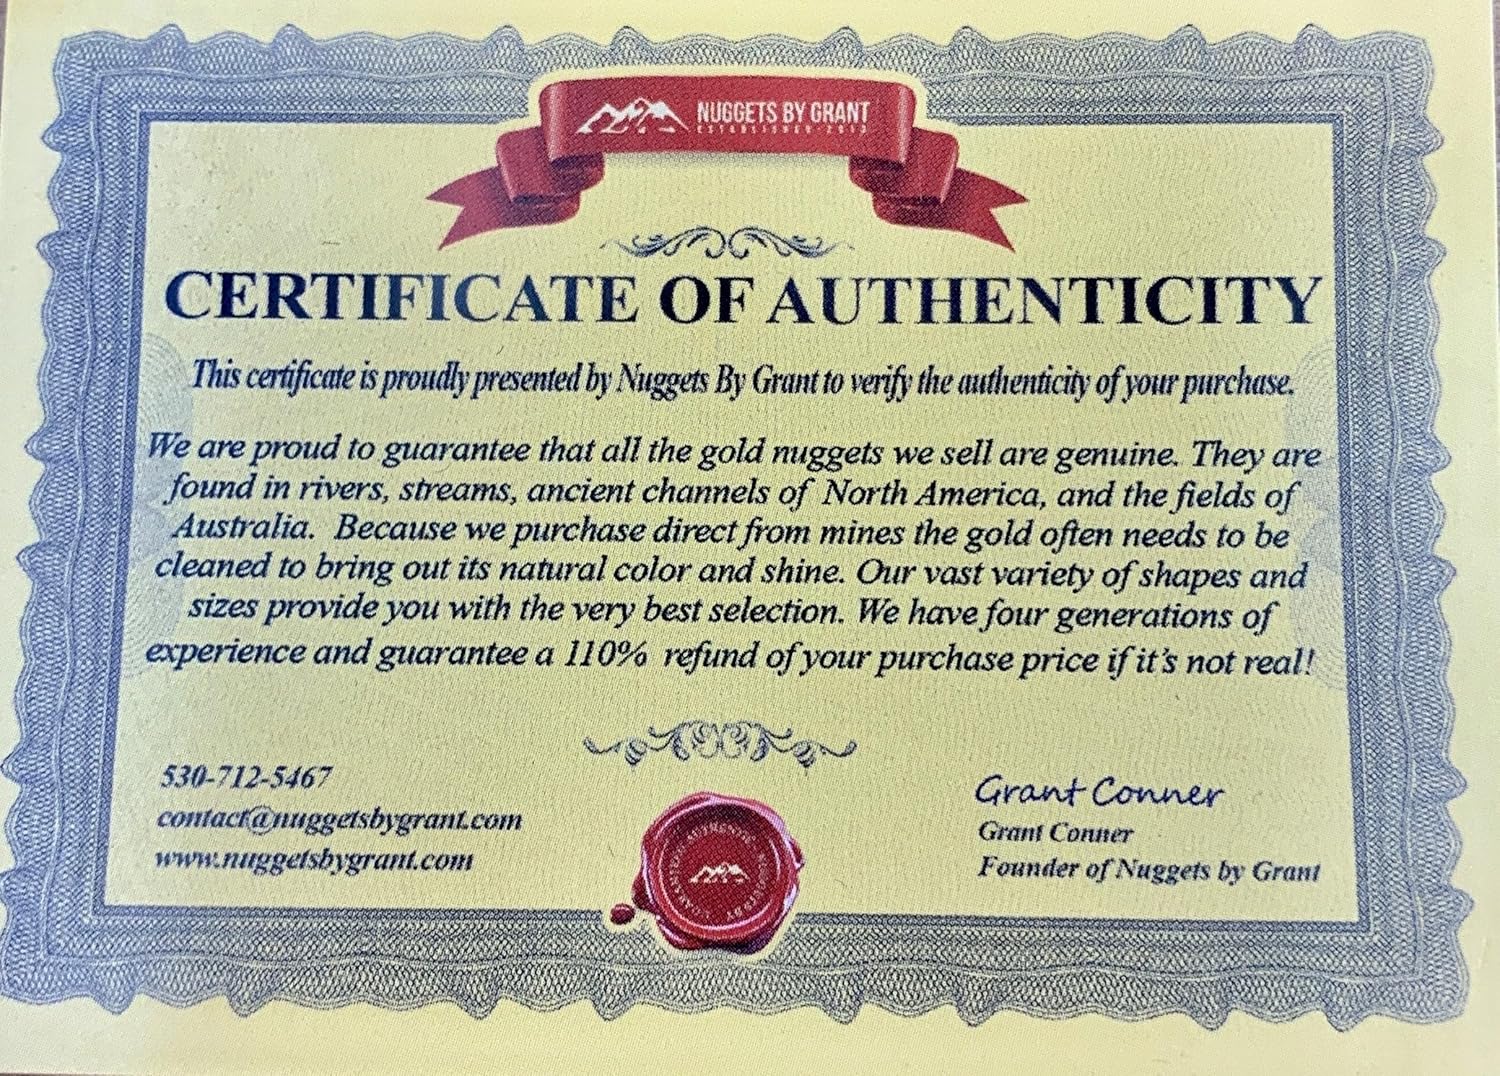 NUGGETS BY GRANT
ESTABLISHED 2013
CERTIFICATE OF AUTHENTICITY
This certificate is proudly presented by Nuggets By Grant to verify the authenticity of your purchase.
We are proud to guarantee that all the gold nuggets we sell are genuine. They are
found in rivers, streams, ancient channels of North America, and the fields of
Australia. Because we purchase direct from mines the gold often needs to be
cleaned to bring out its natural color and shine. Our vast variety of shapes and
sizes provide you with the very best selection. We have four generations of
experience and guarantee a 110% refund of your purchase price if it's not real!
530-712-5467
contact@nuggetsbygrant.com
www.nuggetsbygrant.com
Grant Conner
Grant Conner
Founder of Nuggets by Grant